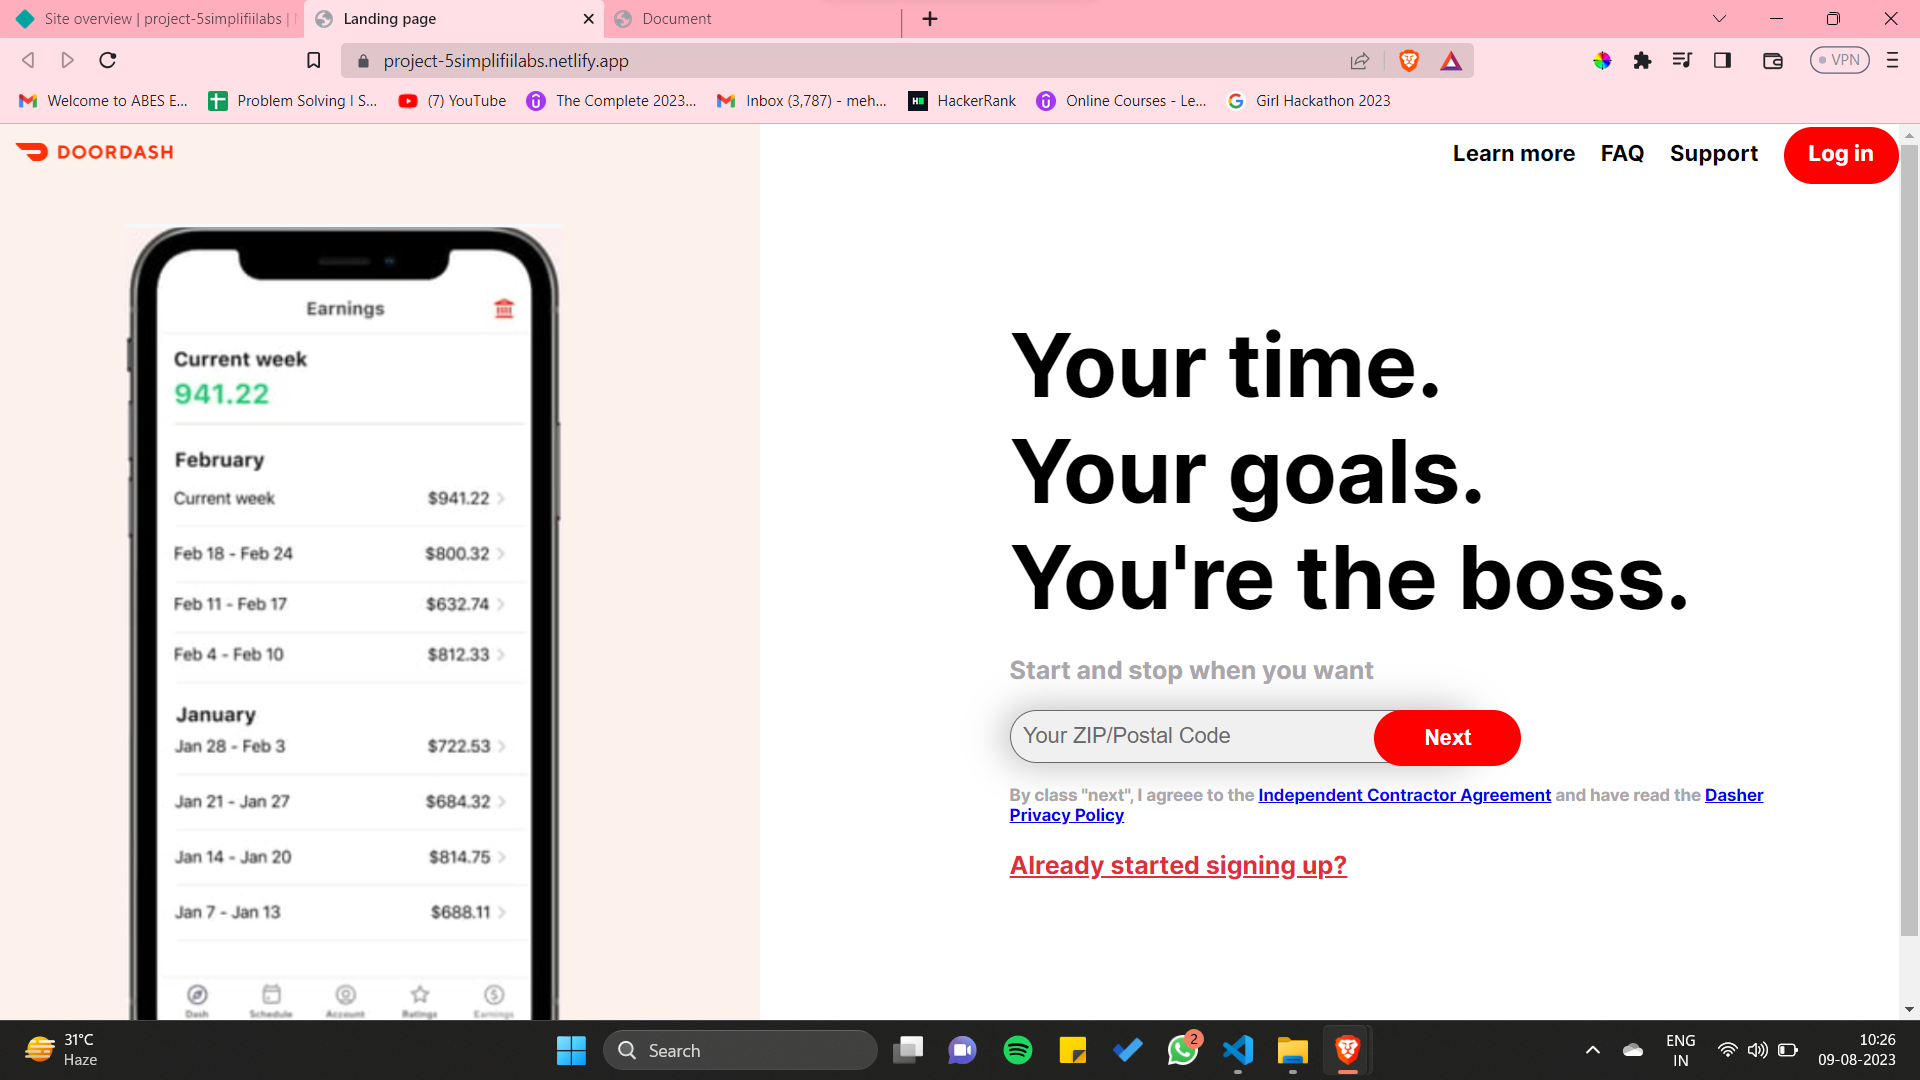 Site overview | project-5simplifiilabs |
Landing page
Document
project-5simplifiilabs.netlify.app
VPN
Welcome to ABES E...
Problem Solving I S...
(7) YouTube
The Complete 2023...
Inbox (3,787) - meh...
HackerRank
Online Courses - Le...
Girl Hackathon 2023
DOORDASH
Learn more
FAQ
Support
Log in
Earnings
Current week
941.22
February
Current week $941.22
Feb 18 - Feb 24 $800.32
Feb 11 - Feb 17 $632.74
Feb 4 - Feb 10 $812.33
January
Jan 28 - Feb 3 $722.53
Jan 21 - Jan 27 $684.32
Jan 14 - Jan 20 $814.75
Jan 7 - Jan 13 $688.11
Dash Schedule Account Ratings Earnings
Your time.
Your goals.
You're the boss.
Start and stop when you want
Your ZIP/Postal Code
Next
By class "next", I agreee to the Independent Contractor Agreement and have read the Dasher
Privacy Policy
Already started signing up?
31°C
Haze
Search
2
ENG
IN
10:26
09-08-2023